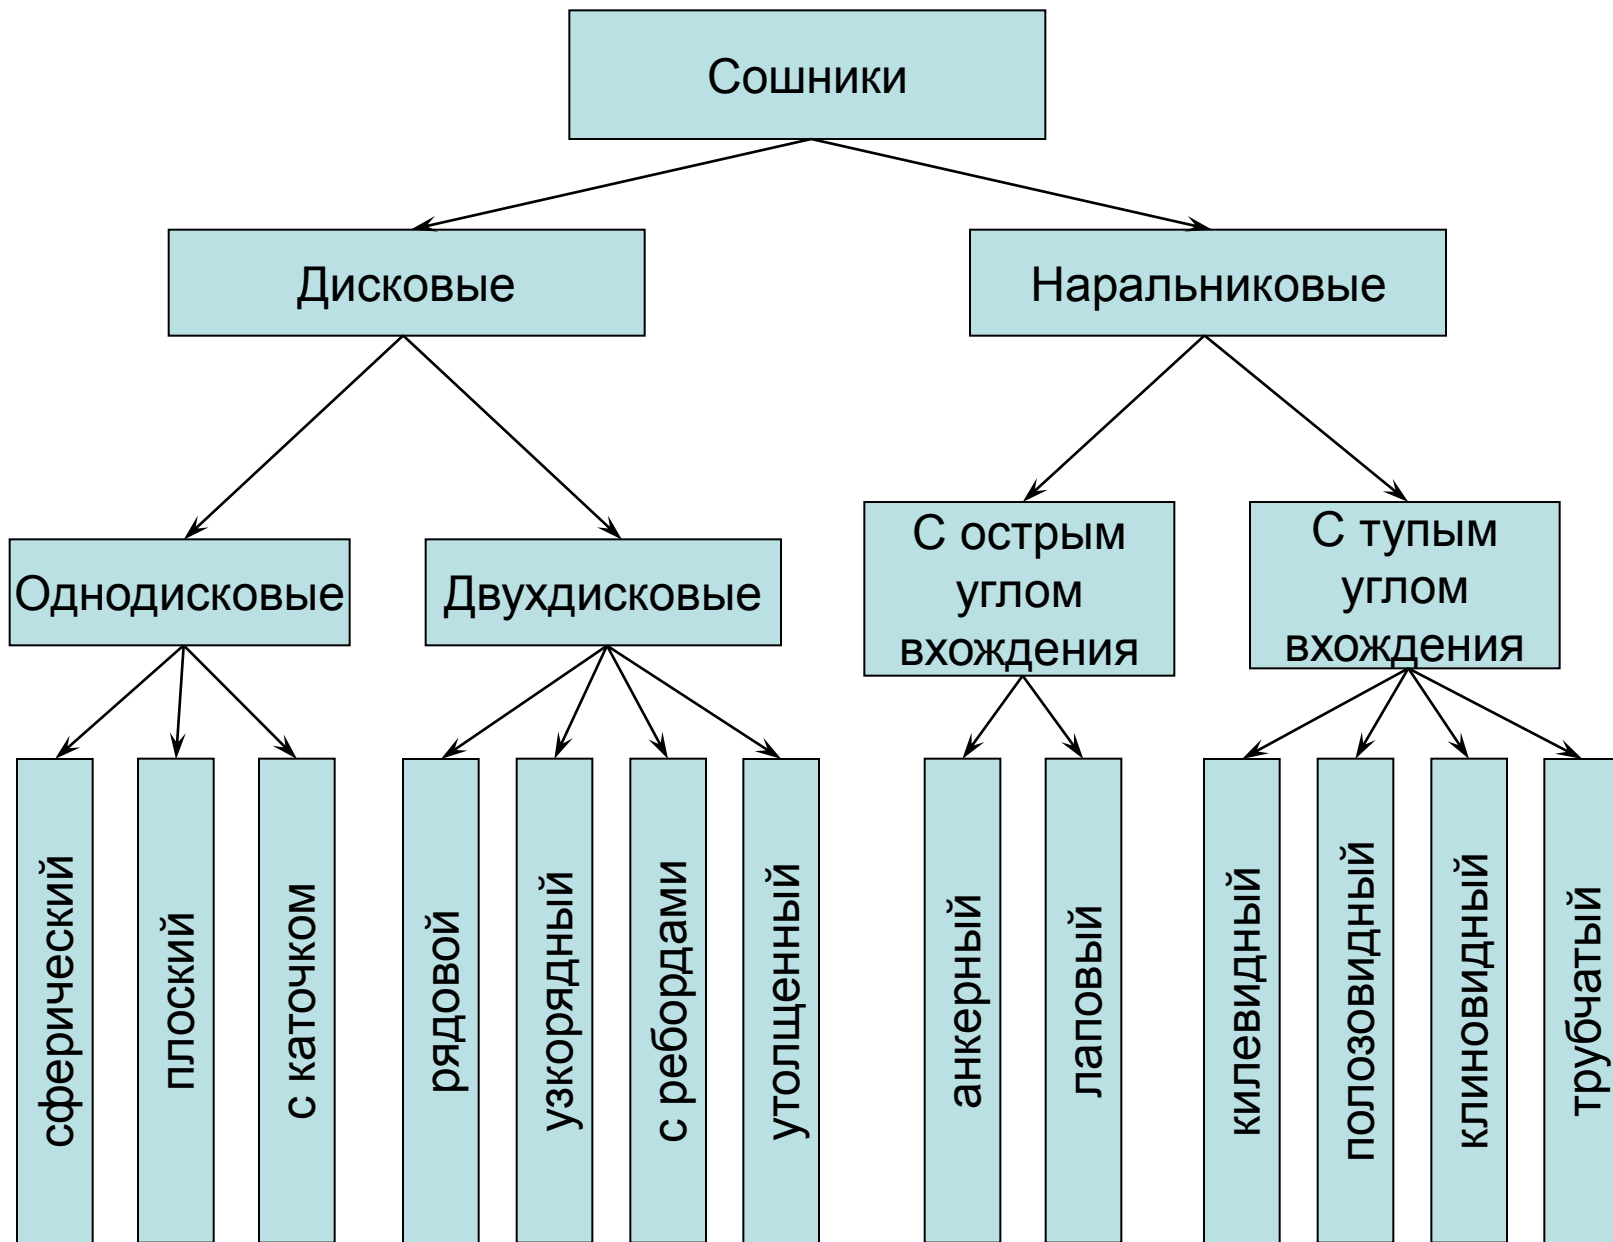 Сошники
Дисковые
Наральниковые
Однодисковые
Двухдисковые
С острым
углом
вхождения
С тупым
углом
вхождения
сферический
плоский
с каточком
рядовой
узкорядный
с ребордами
утолщенный
анкерный
лаповый
килевидный
полозовидный
клиновидный
трубчатый